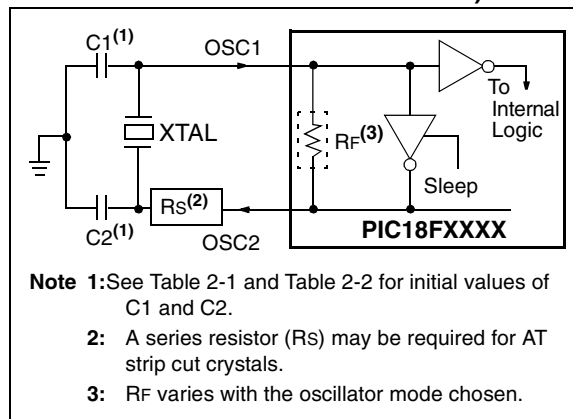 C1(1)
OSC1
To
Internal
Logic
XTAL
RF(3)
Sleep
RS(2)
C2(1)
OSC2
PIC18FXXXX
Note 1:See Table 2-1 and Table 2-2 for initial values of
C1 and C2.
2: A series resistor (RS) may be required for AT
strip cut crystals.
3: RF varies with the oscillator mode chosen.